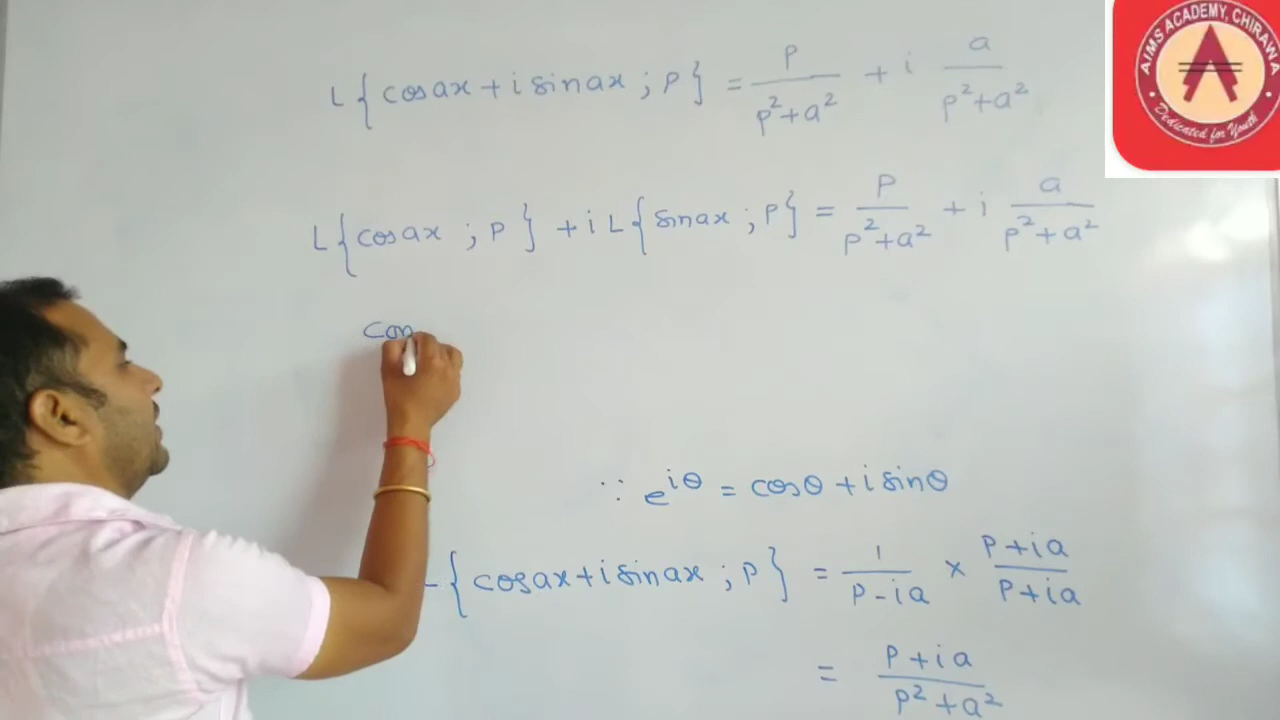 AIMS ACADEMY, CHIRAWA
Dedicated for Youth
L{cosax + i sinax ; P} = P/(P²+a²) + i a/(P²+a²)
L{cosax ; P} + i L{sinax ; P} = P/(P²+a²) + i a/(P²+a²)
Com
∵ e^{iθ} = cosθ + i sinθ
{cosax + i sinax ; P} = 1/(P-ia) × (P+ia)/(P+ia)
= (P+ia)/(P²+a²)